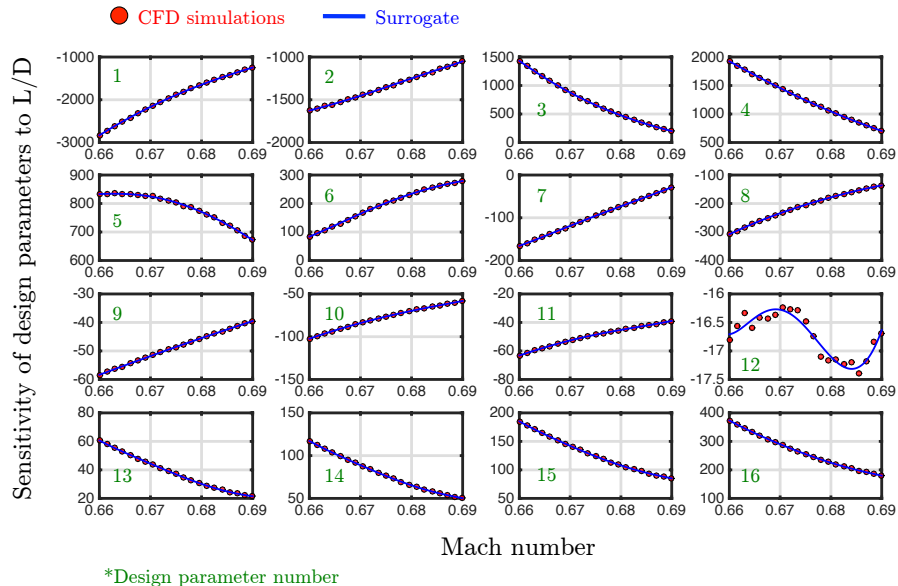 CFD simulations Surrogate
Sensitivity of design parameters to L/D
-1000 -2000 -3000 1 0.66 0.67 0.68 0.69
-1000 -1500 -2000 2 0.66 0.67 0.68 0.69
1500 1000 500 0 3 0.66 0.67 0.68 0.69
2000 1500 1000 500 4 0.66 0.67 0.68 0.69
900 800 700 600 5 0.66 0.67 0.68 0.69
300 200 100 0 6 0.66 0.67 0.68 0.69
0 -100 -200 7 0.66 0.67 0.68 0.69
-100 -200 -300 -400 8 0.66 0.67 0.68 0.69
-30 -40 -50 -60 9 0.66 0.67 0.68 0.69
-50 -100 -150 10 0.66 0.67 0.68 0.69
-20 -40 -60 -80 11 0.66 0.67 0.68 0.69
-16 -16.5 -17 -17.5 12 0.66 0.67 0.68 0.69
80 60 40 20 13 0.66 0.67 0.68 0.69
150 100 50 14 0.66 0.67 0.68 0.69
200 150 100 50 15 0.66 0.67 0.68 0.69
400 300 200 100 16 0.66 0.67 0.68 0.69
Mach number
*Design parameter number